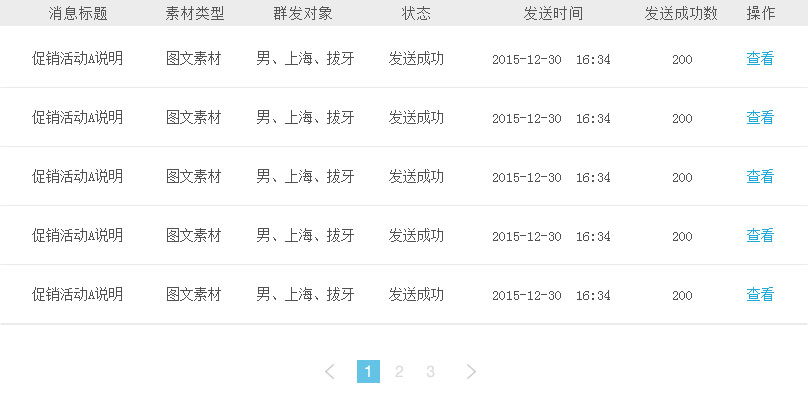 消息标题 素材类型 群发对象 状态 发送时间 发送成功数 操作
促销活动A说明 图文素材 男、上海、拔牙 发送成功 2015-12-30 16:34 200 查看
促销活动A说明 图文素材 男、上海、拔牙 发送成功 2015-12-30 16:34 200 查看
促销活动A说明 图文素材 男、上海、拔牙 发送成功 2015-12-30 16:34 200 查看
促销活动A说明 图文素材 男、上海、拔牙 发送成功 2015-12-30 16:34 200 查看
促销活动A说明 图文素材 男、上海、拔牙 发送成功 2015-12-30 16:34 200 查看
1 2 3